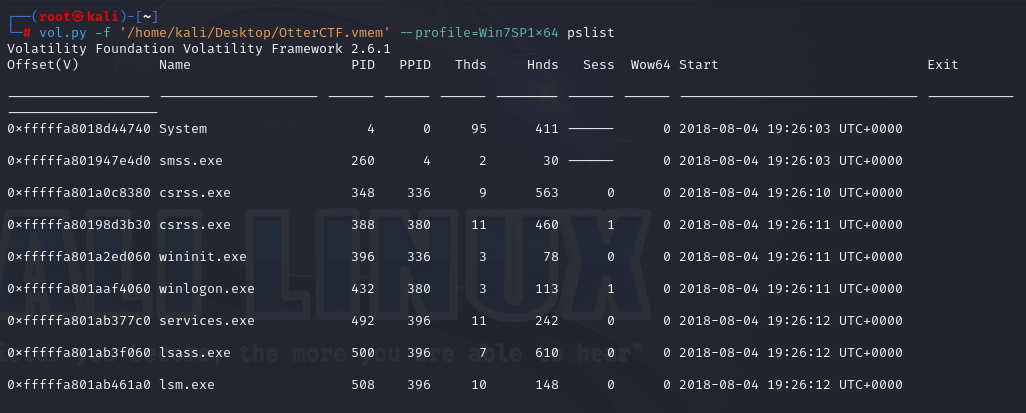 ┌──(root㉿kali)-[~]
└─# vol.py -f '/home/kali/Desktop/OtterCTF.vmem' --profile=Win7SP1×64 pslist
Volatility Foundation Volatility Framework 2.6.1
Offset(V)          Name                    PID   PPID   Thds     Hnds   Sess  Wow64 Start                          Exit
------------------ -------------------- ------ ------ ------ -------- ------ ------ ------------------------------ -----------
-------------------
0×fffffa8018d44740 System                    4      0     95      411 ------      0 2018-08-04 19:26:03 UTC+0000
0×fffffa801947e4d0 smss.exe                260      4      2       30 ------      0 2018-08-04 19:26:03 UTC+0000
0×fffffa801a0c8380 csrss.exe               348    336      9      563      0      0 2018-08-04 19:26:10 UTC+0000
0×fffffa80198d3b30 csrss.exe               388    380     11      460      1      0 2018-08-04 19:26:11 UTC+0000
0×fffffa801a2ed060 wininit.exe             396    336      3       78      0      0 2018-08-04 19:26:11 UTC+0000
0×fffffa801aaf4060 winlogon.exe            432    380      3      113      1      0 2018-08-04 19:26:11 UTC+0000
0×fffffa801ab377c0 services.exe            492    396     11      242      0      0 2018-08-04 19:26:12 UTC+0000
0×fffffa801ab3f060 lsass.exe               500    396      7      610      0      0 2018-08-04 19:26:12 UTC+0000
0×fffffa801ab461a0 lsm.exe                 508    396     10      148      0      0 2018-08-04 19:26:12 UTC+0000
ALI LINUX
the more you are able to hear"